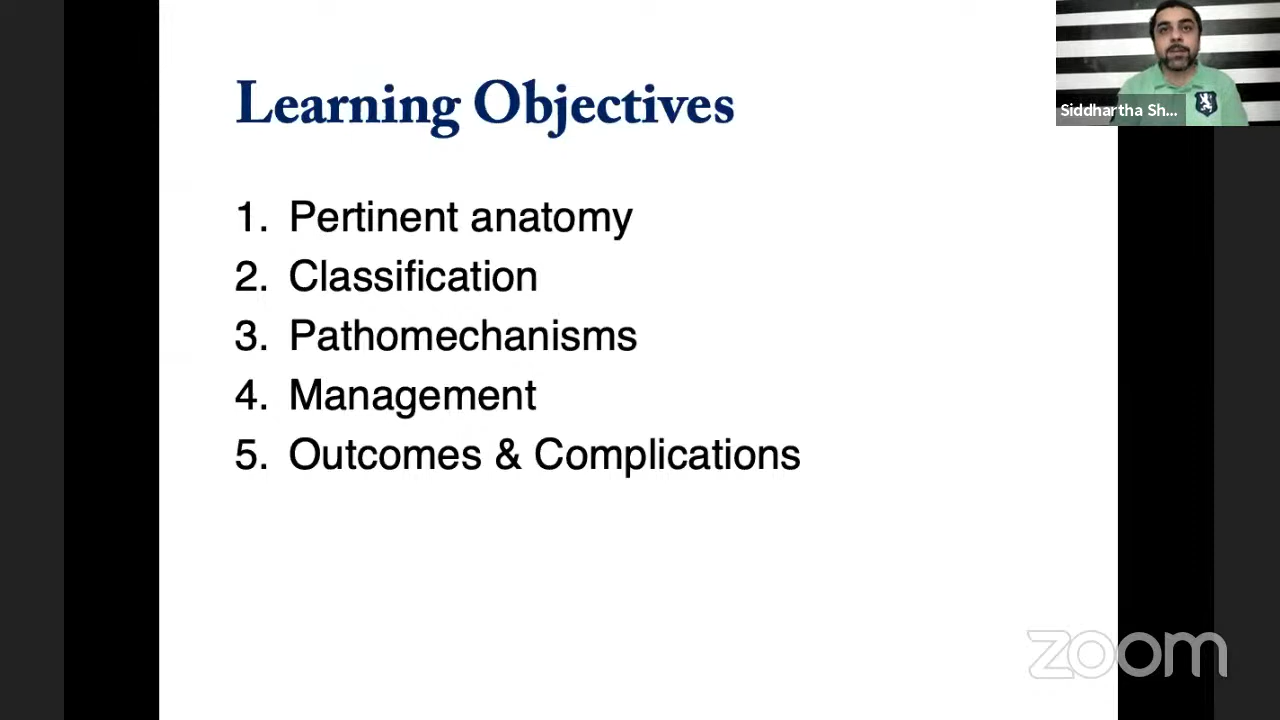 Learning Objectives
1. Pertinent anatomy
2. Classification
3. Pathomechanisms
4. Management
5. Outcomes & Complications
Siddhartha Sh...
zoom